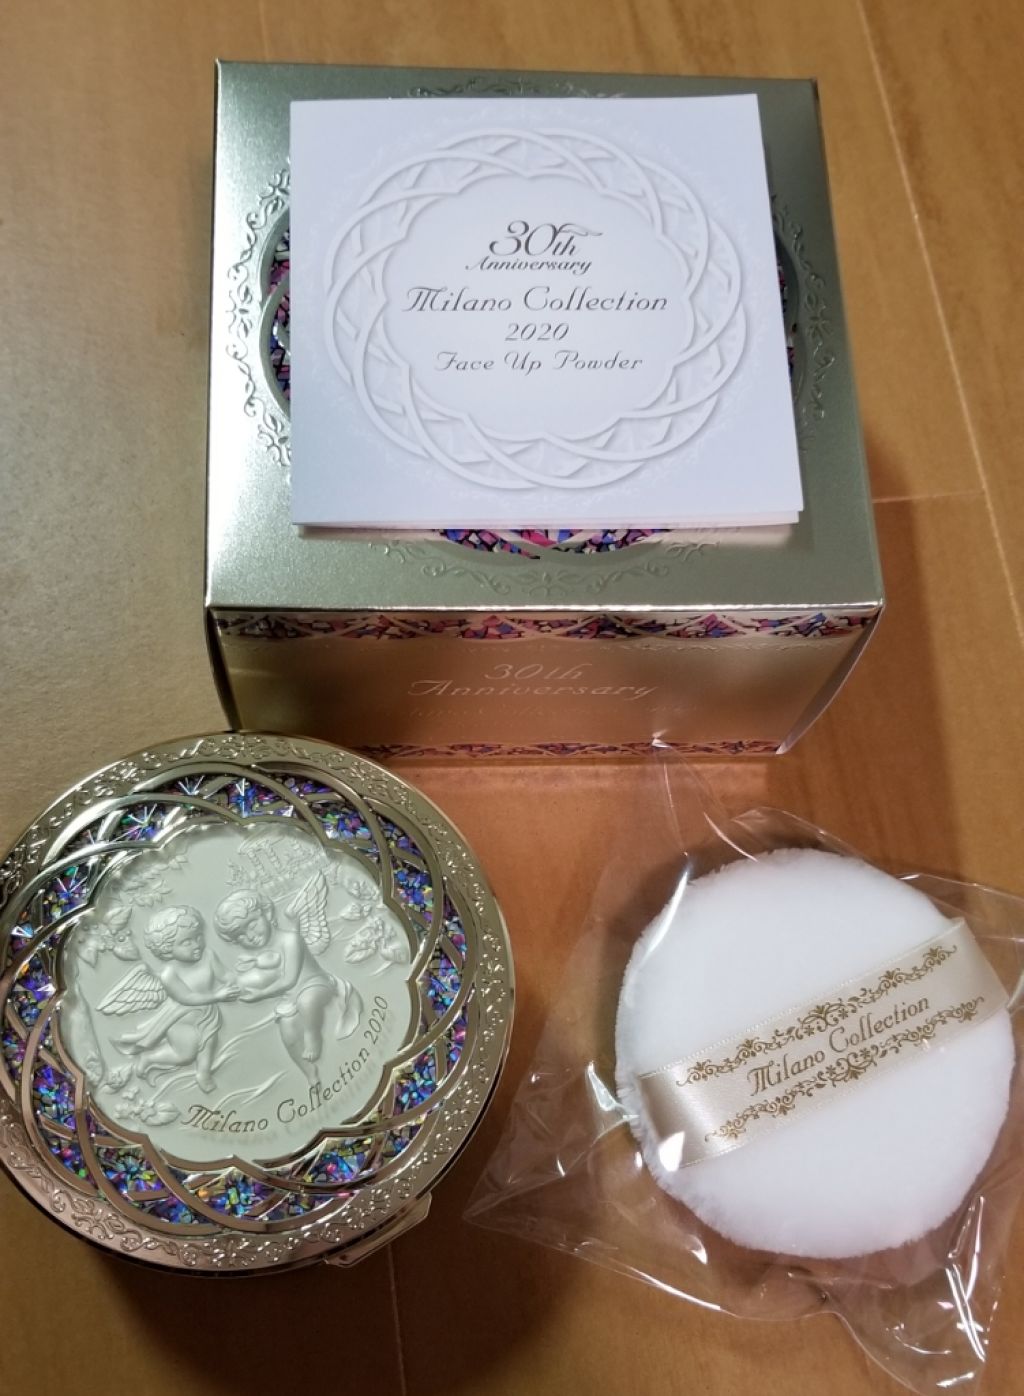 30th
Anniversary
Milano Collection
2020
Face Up Powder
30th
Anniversary
Milano Collection 2020
Milano Collection